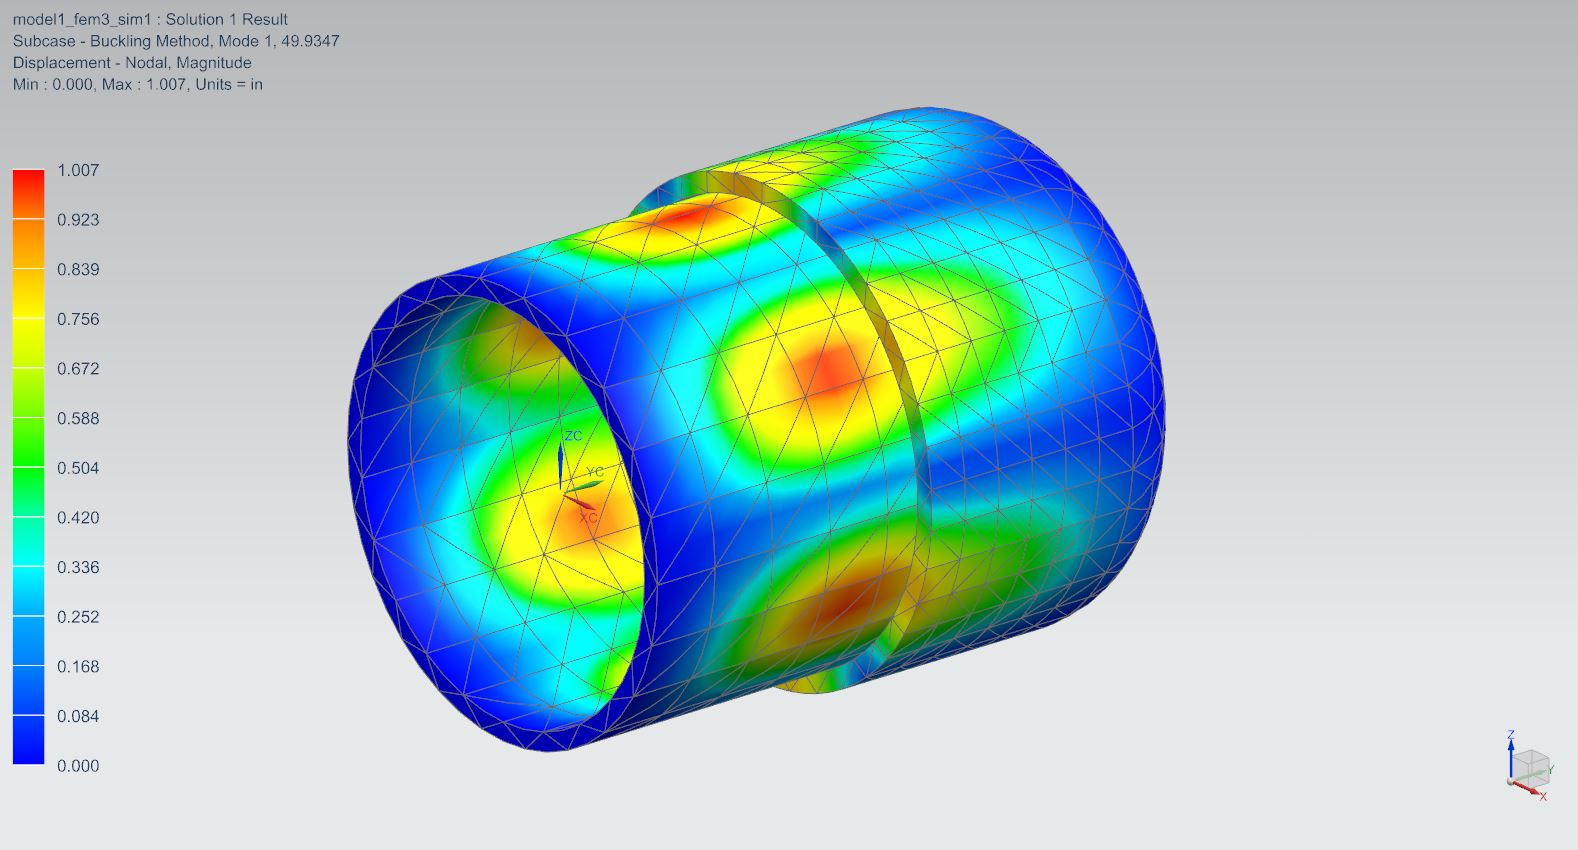 model1_fem3_sim1 : Solution 1 Result
Subcase - Buckling Method, Mode 1, 49.9347
Displacement - Nodal, Magnitude
Min : 0.000, Max : 1.007, Units = in
1.007
0.923
0.839
0.756
0.672
0.588
0.504
0.420
0.336
0.252
0.168
0.084
0.000
ZC
YC
XC
Z
Y
X